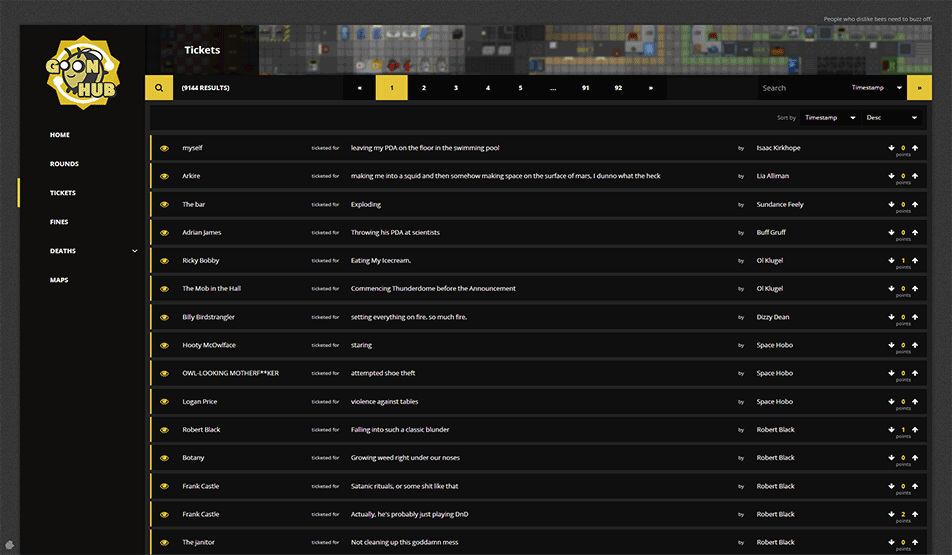 People who dislike bees need to buzz off.
GOON HUB
Tickets
(9144 RESULTS) « 1 2 3 4 5 ... 91 92 » Search Timestamp »
Sort by Timestamp Desc
HOME
ROUNDS
TICKETS
FINES
DEATHS
MAPS
myself ticketed for leaving my PDA on the floor in the swimming pool by Isaac Kirkhope 0 points
Arkire ticketed for making me into a squid and then somehow making space on the surface of mars, I dunno what the heck by Lia Alliman 0 points
The bar ticketed for Exploding by Sundance Feely 0 points
Adrian James ticketed for Throwing his PDA at scientists by Buff Gruff 0 points
Ricky Bobby ticketed for Eating My Icecream. by Ol Klugel 1 points
The Mob in the Hall ticketed for Commencing Thunderdome before the Announcement by Ol Klugel 0 points
Billy Birdstrangler ticketed for setting everything on fire, so much fire. by Dizzy Dean 0 points
Hooty McOwlface ticketed for staring by Space Hobo 0 points
OWL-LOOKING MOTHERF**KER ticketed for attempted shoe theft by Space Hobo 0 points
Logan Price ticketed for violence against tables by Space Hobo 0 points
Robert Black ticketed for Falling into such a classic blunder by Robert Black 1 points
Botany ticketed for Growing weed right under our noses by Robert Black 0 points
Frank Castle ticketed for Satanic rituals, or some shit like that by Robert Black 0 points
Frank Castle ticketed for Actually, he's probably just playing DnD by Robert Black 2 points
The janitor ticketed for Not cleaning up this goddamn mess by Robert Black 0 points